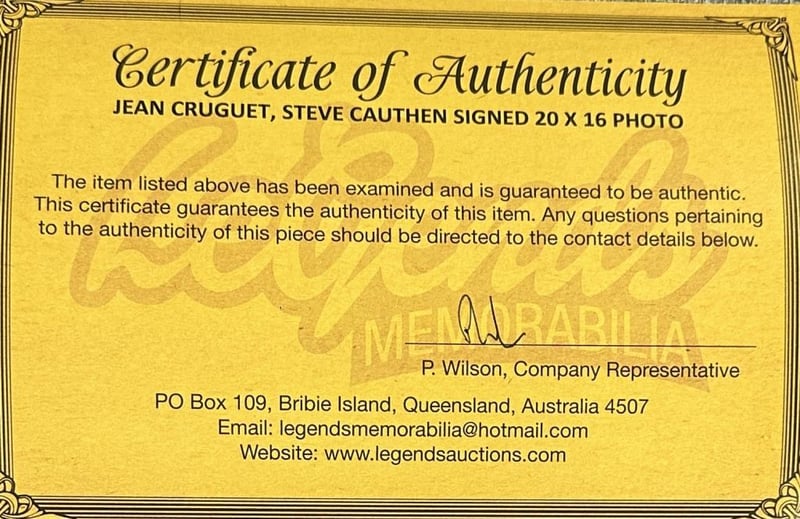 Certificate of Authenticity
JEAN CRUGUET, STEVE CAUTHEN SIGNED 20 X 16 PHOTO
The item listed above has been examined and is guaranteed to be authentic.
This certificate guarantees the authenticity of this item. Any questions pertaining
to the authenticity of this piece should be directed to the contact details below.
Legends
MEMORABILIA
P. Wilson, Company Representative
PO Box 109, Bribie Island, Queensland, Australia 4507
Email: legendsmemorabilia@hotmail.com
Website: www.legendsauctions.com